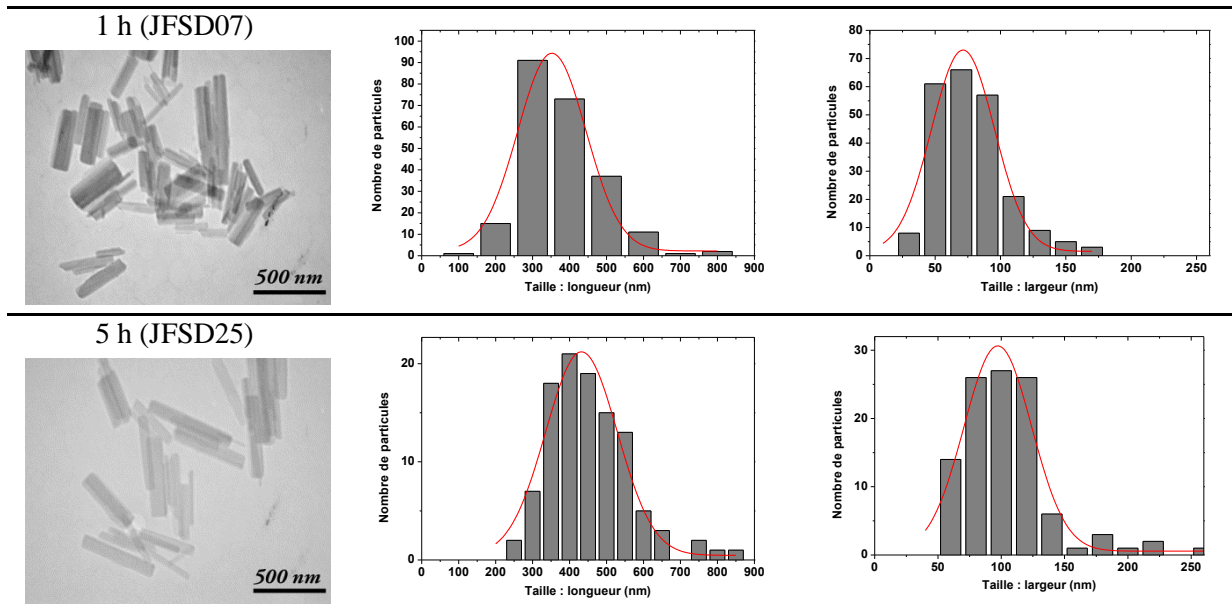 1 h (JFSD07)
500 nm
Nombre de particules
100
90
80
70
60
50
40
30
20
10
0
0 100 200 300 400 500 600 700 800 900
Taille : longueur (nm)
Nombre de particules
80
70
60
50
40
30
20
10
0
0 50 100 150 200 250
Taille : largeur (nm)
5 h (JFSD25)
500 nm
Nombre de particules
20
10
0
0 100 200 300 400 500 600 700 800 900
Taille : longueur (nm)
Nombre de particules
30
20
10
0
0 50 100 150 200 250
Taille : largeur (nm)